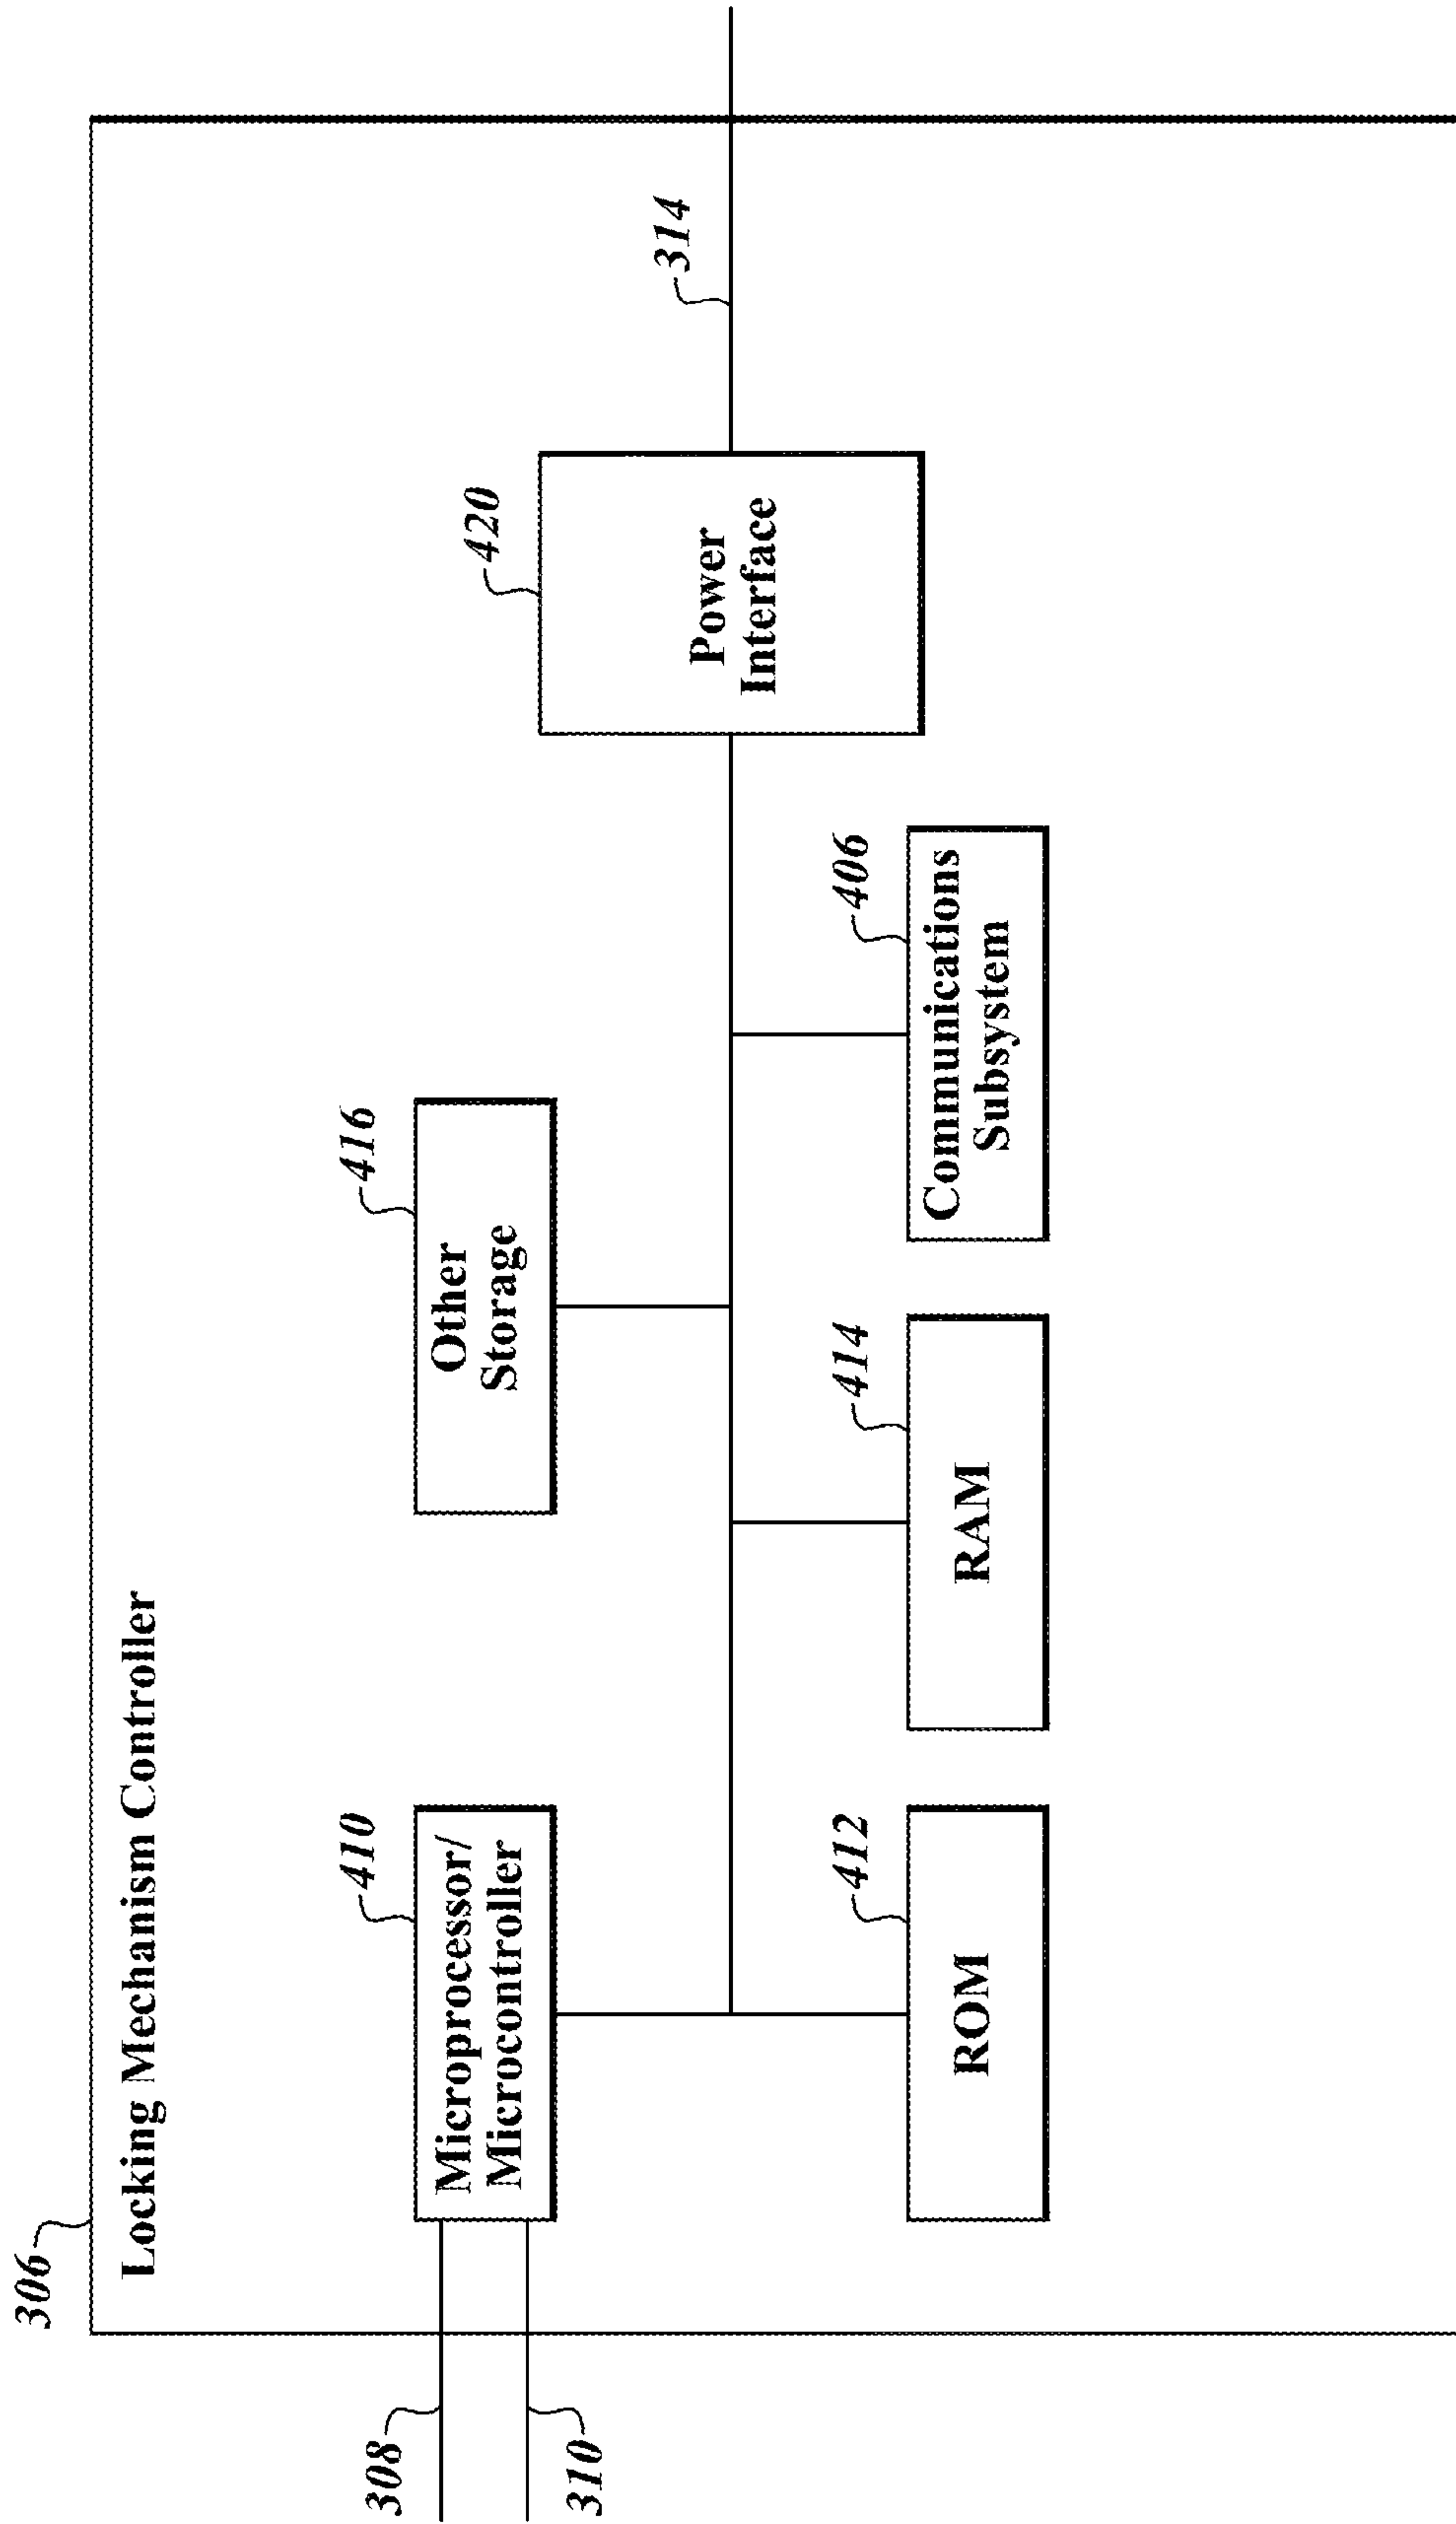 306
Locking Mechanism Controller
308
310
410
Microprocessor/
Microcontroller
416
Other
Storage
420
Power
Interface
314
412
ROM
414
RAM
406
Communications
Subsystem